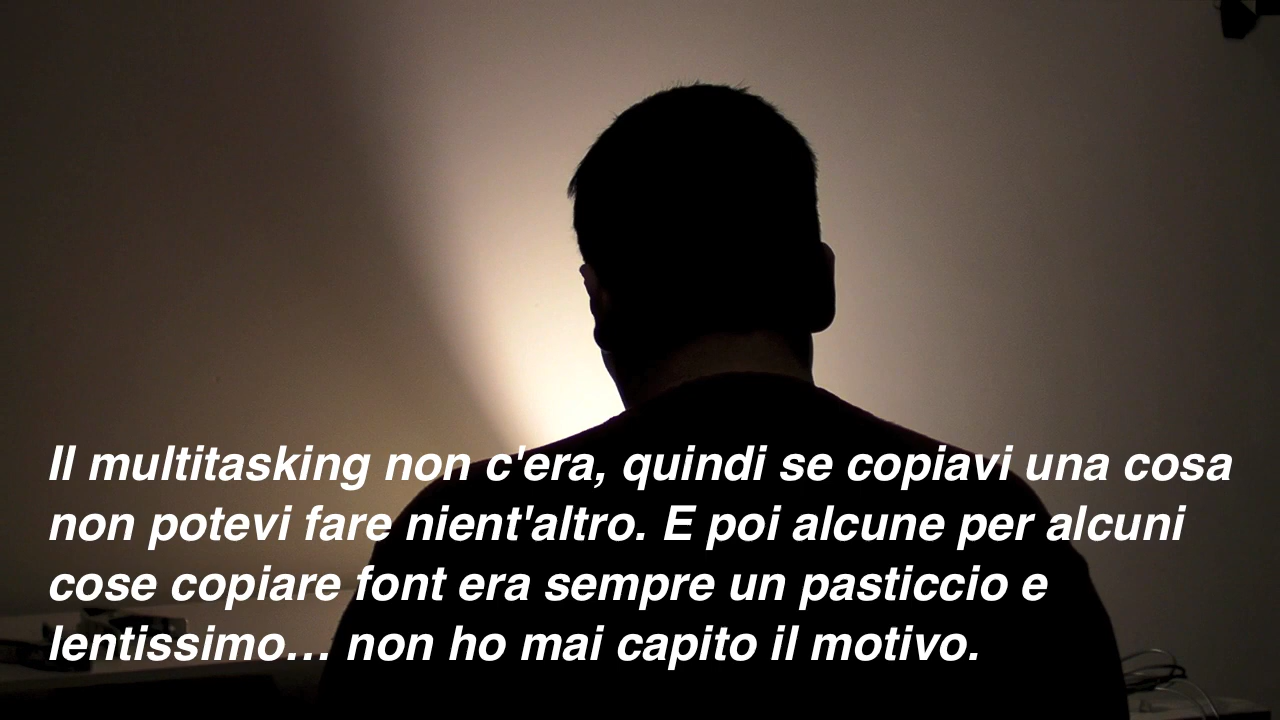 Il multitasking non c'era, quindi se copiavi una cosa
non potevi fare nient'altro. E poi alcune per alcuni
cose copiare font era sempre un pasticcio e
lentissimo… non ho mai capito il motivo.